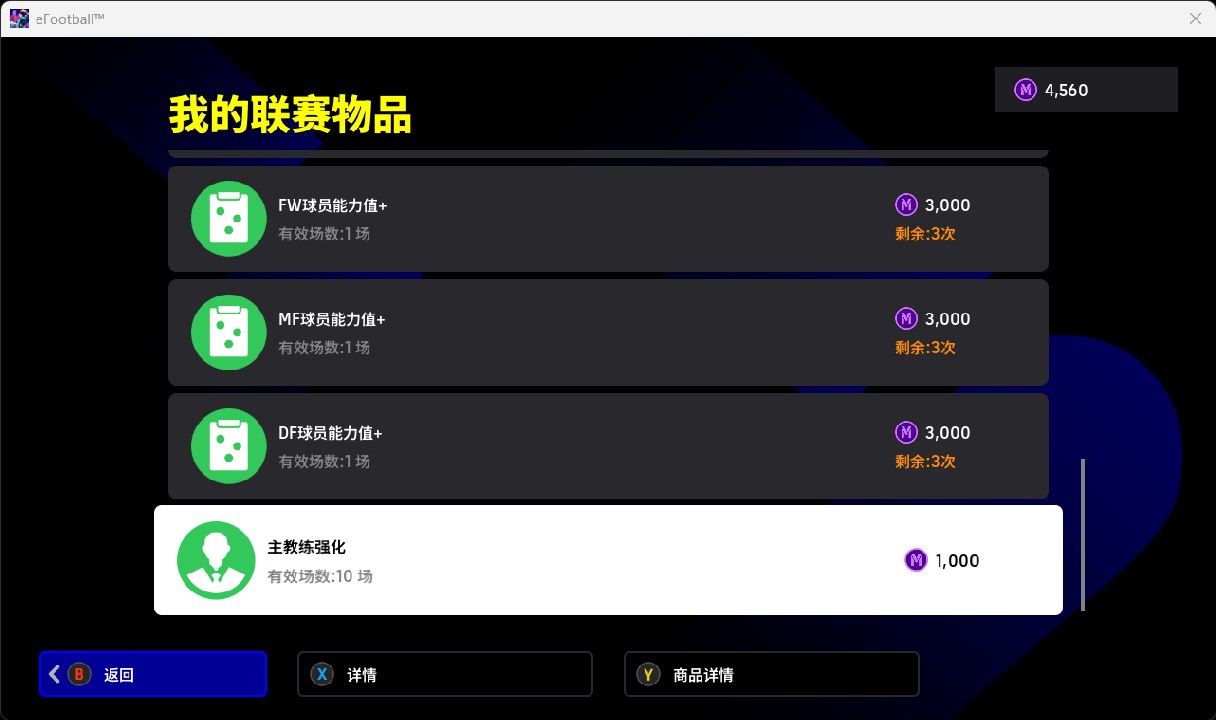 eFootball™
M 4,560
我的联赛物品
FW球员能力值+
M 3,000
有效场数:1 场
剩余:3次
MF球员能力值+
M 3,000
有效场数:1 场
剩余:3次
DF球员能力值+
M 3,000
有效场数:1 场
剩余:3次
主教练强化
M 1,000
有效场数:10 场
B 返回
X 详情
Y 商品详情